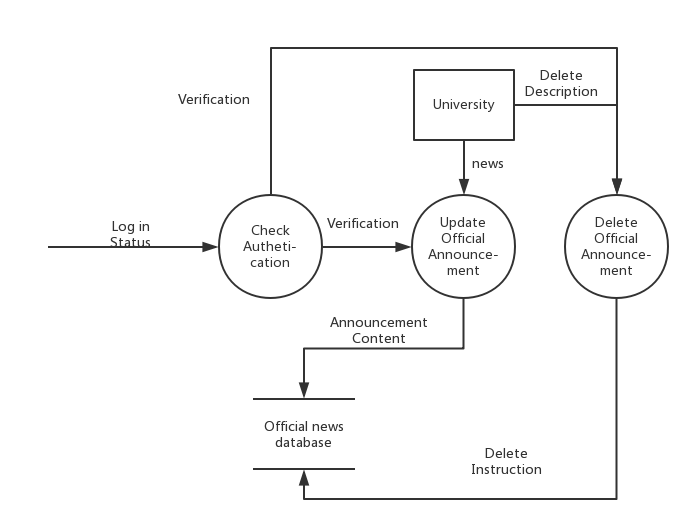 Verification
Delete
Description
University
news
Log in
Status
Check
Autheti-
cation
Verification
Update
Official
Announce-
ment
Delete
Official
Announce-
ment
Announcement
Content
Official news
database
Delete
Instruction